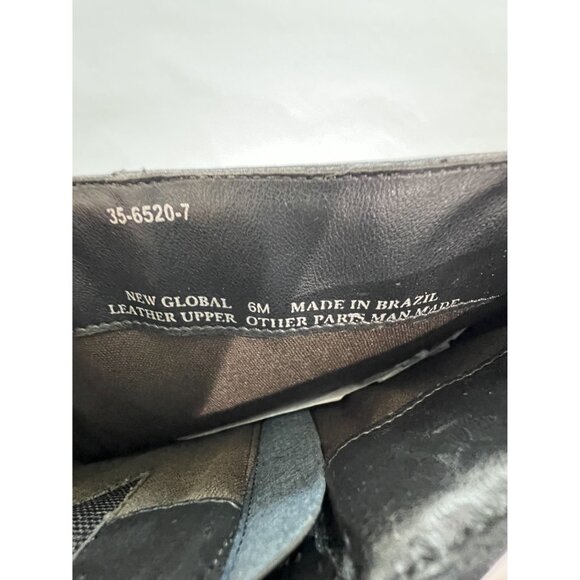 35-6520-7
NEW GLOBAL 6M MADE IN BRAZIL
LEATHER UPPER OTHER PARTS MAN MADE